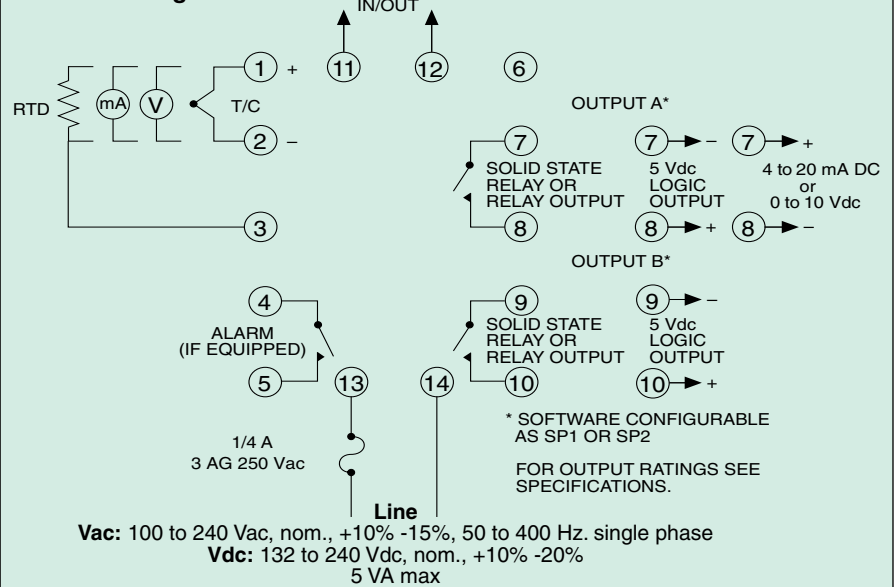 IN/OUT
1 + 11 12 6
RTD mA V T/C
OUTPUT A*
2 – 7 7 – 7 +
SOLID STATE
RELAY OR
RELAY OUTPUT
5 Vdc
LOGIC
OUTPUT
4 to 20 mA DC
or
0 to 10 Vdc
3 8 8 + 8 –
OUTPUT B*
4 9 9 –
ALARM
(IF EQUIPPED)
SOLID STATE
RELAY OR
RELAY OUTPUT
5 Vdc
LOGIC
OUTPUT
5 13 14 10 10 +
1/4 A
3 AG 250 Vac
* SOFTWARE CONFIGURABLE
AS SP1 OR SP2
FOR OUTPUT RATINGS SEE
SPECIFICATIONS.
Line
Vac: 100 to 240 Vac, nom., +10% -15%, 50 to 400 Hz. single phase
Vdc: 132 to 240 Vdc, nom., +10% -20%
5 VA max